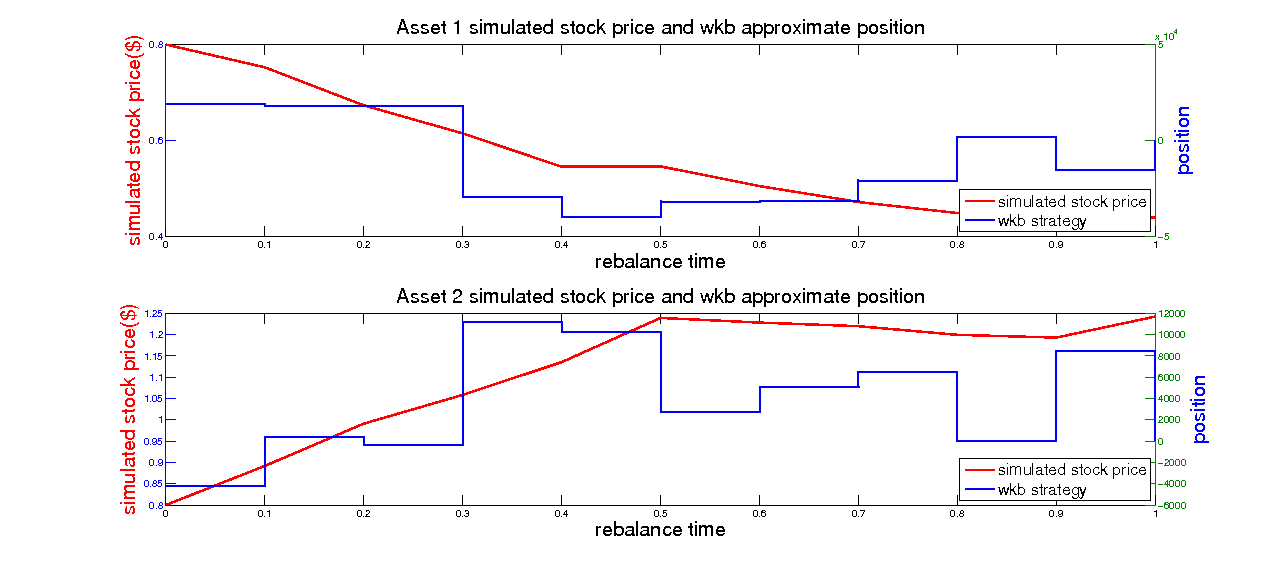 Asset 1 simulated stock price and wkb approximate position
x 10^4
0.8
0.6
0.4
5
0
-5
simulated stock price($)
position
simulated stock price
wkb strategy
0 0.1 0.2 0.3 0.4 0.5 0.6 0.7 0.8 0.9 1
rebalance time
Asset 2 simulated stock price and wkb approximate position
1.25
1.2
1.15
1.1
1.05
1
0.95
0.9
0.85
0.8
12000
10000
8000
6000
4000
2000
0
-2000
-4000
-6000
simulated stock price($)
position
simulated stock price
wkb strategy
0 0.1 0.2 0.3 0.4 0.5 0.6 0.7 0.8 0.9 1
rebalance time